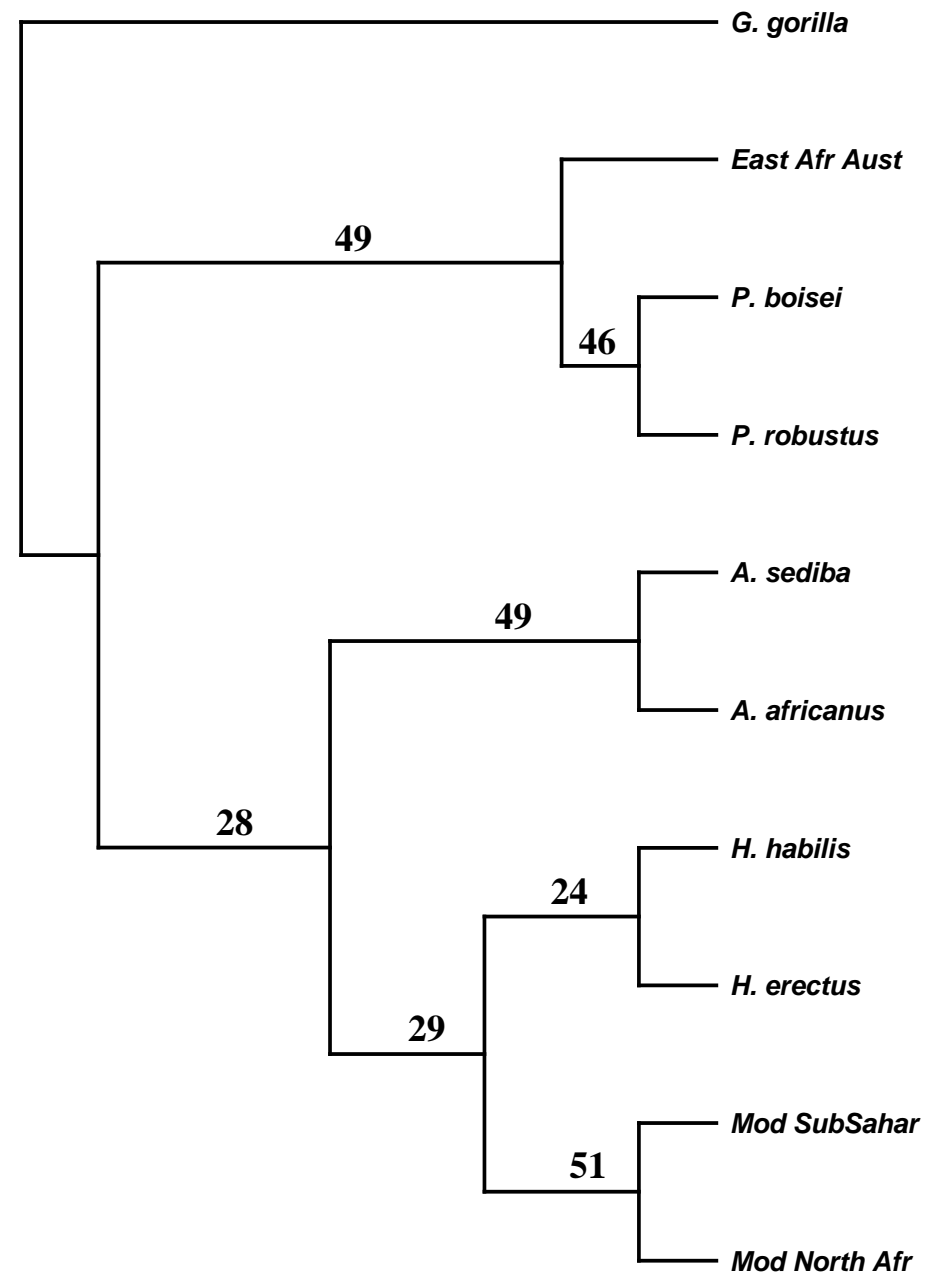 G. gorilla
East Afr Aust
49
P. boisei
46
P. robustus
A. sediba
49
A. africanus
28
H. habilis
24
H. erectus
29
Mod SubSahar
51
Mod North Afr